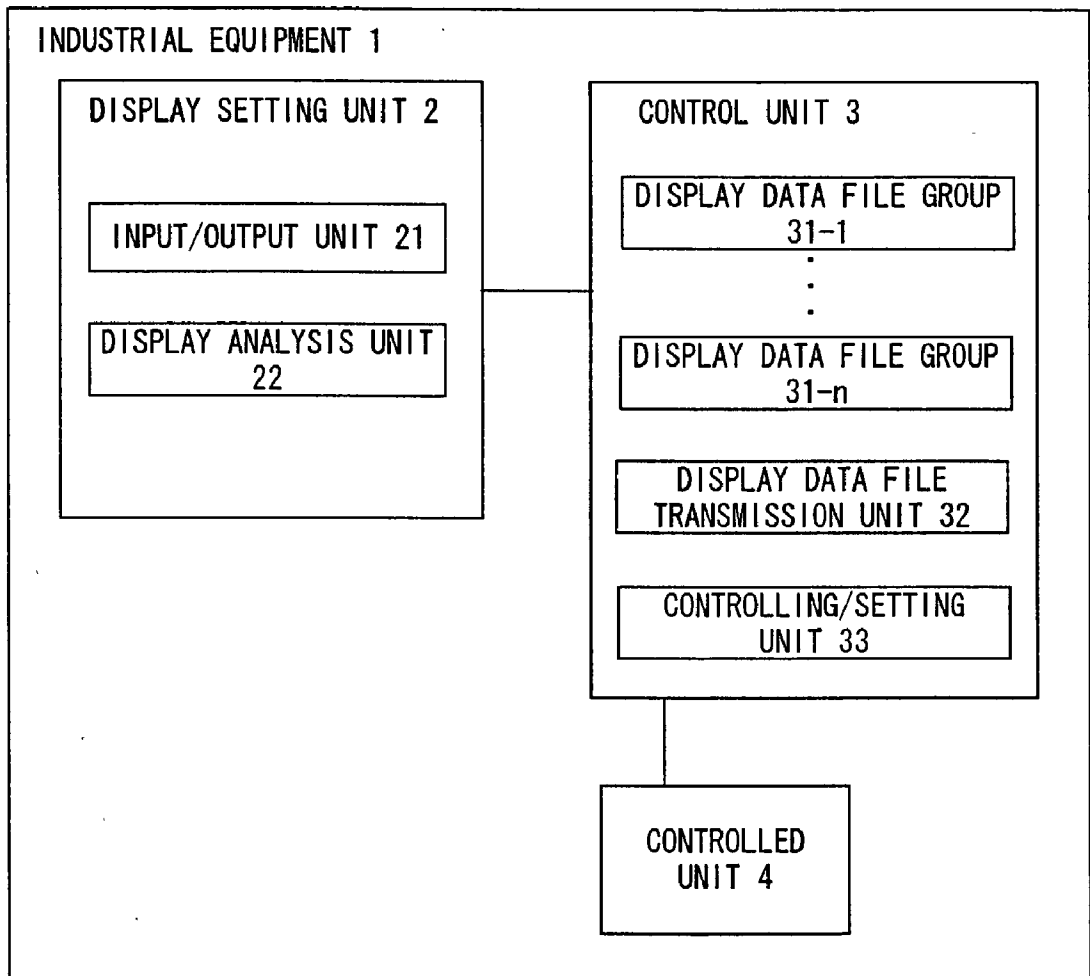 INDUSTRIAL EQUIPMENT 1
DISPLAY SETTING UNIT 2
INPUT/OUTPUT UNIT 21
DISPLAY ANALYSIS UNIT
22
CONTROL UNIT 3
DISPLAY DATA FILE GROUP
31-1
DISPLAY DATA FILE GROUP
31-n
DISPLAY DATA FILE
TRANSMISSION UNIT 32
CONTROLLING/SETTING
UNIT 33
CONTROLLED
UNIT 4